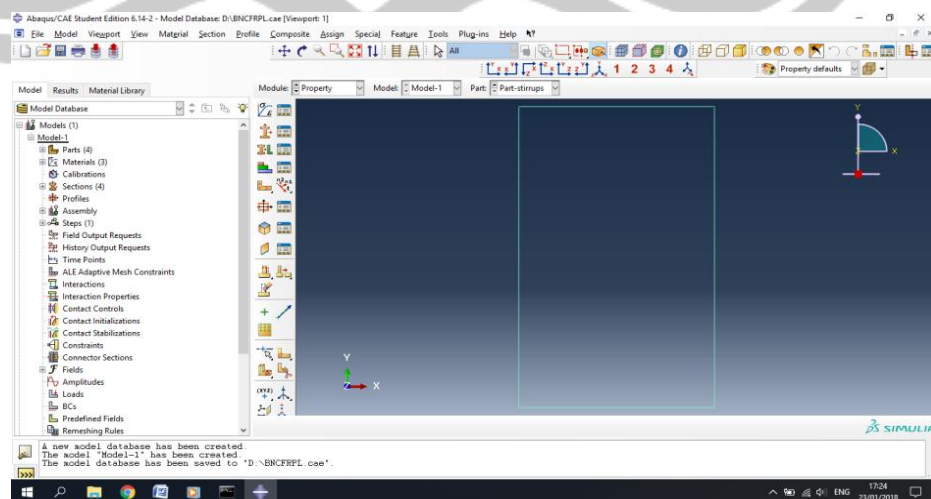 Abaqus/CAE Student Edition 6.14-2 - Model Database: D:\BNCFRPL.cae [Viewport: 1]
File Model Viewport View Material Section Profile Composite Assign Special Feature Tools Plug-ins Help
All
1 2 3 4
Property defaults
Model Results Material Library
Module: Property Model: Model-1 Part: Part-stirrups
Model Database
Models (1)
Model-1
Parts (4)
Materials (3)
Calibrations
Sections (4)
Profiles
Assembly
Steps (1)
Field Output Requests
History Output Requests
Time Points
ALE Adaptive Mesh Constraints
Interactions
Interaction Properties
Contact Controls
Contact Initializations
Contact Stabilizations
Constraints
Connector Sections
Fields
Amplitudes
Loads
BCs
Predefined Fields
Remeshing Rules
Y
X
Z
Y
X
SIMULIA
A new model database has been created.
The model "Model-1" has been created.
The model database has been saved to "D:\BNCFRPL.cae".
ENG
17:24
23/01/2018